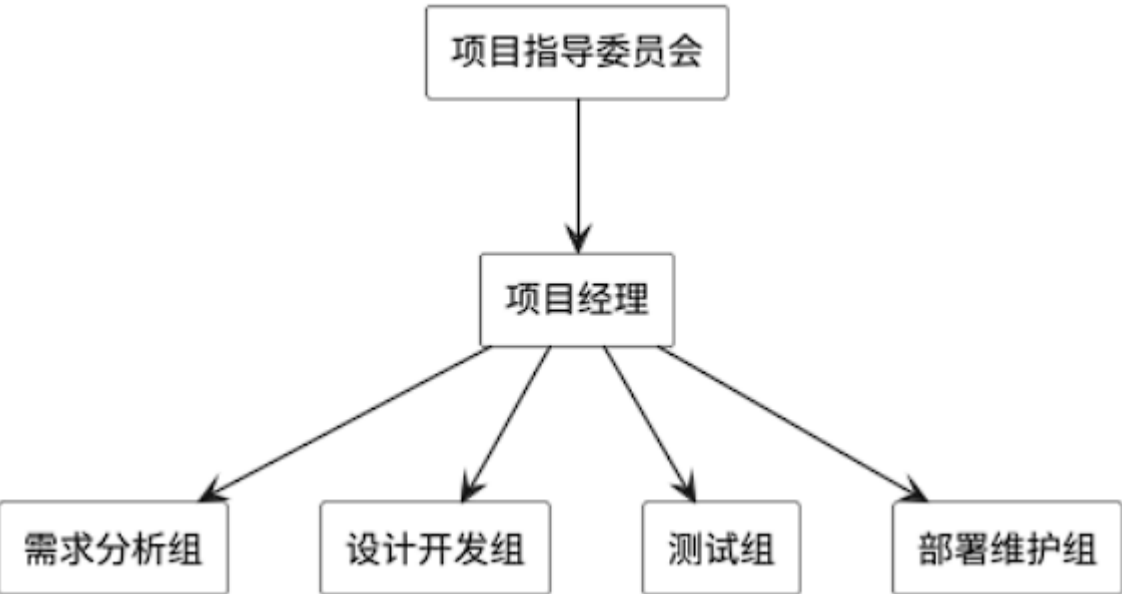 项目指导委员会
项目经理
需求分析组
设计开发组
测试组
部署维护组